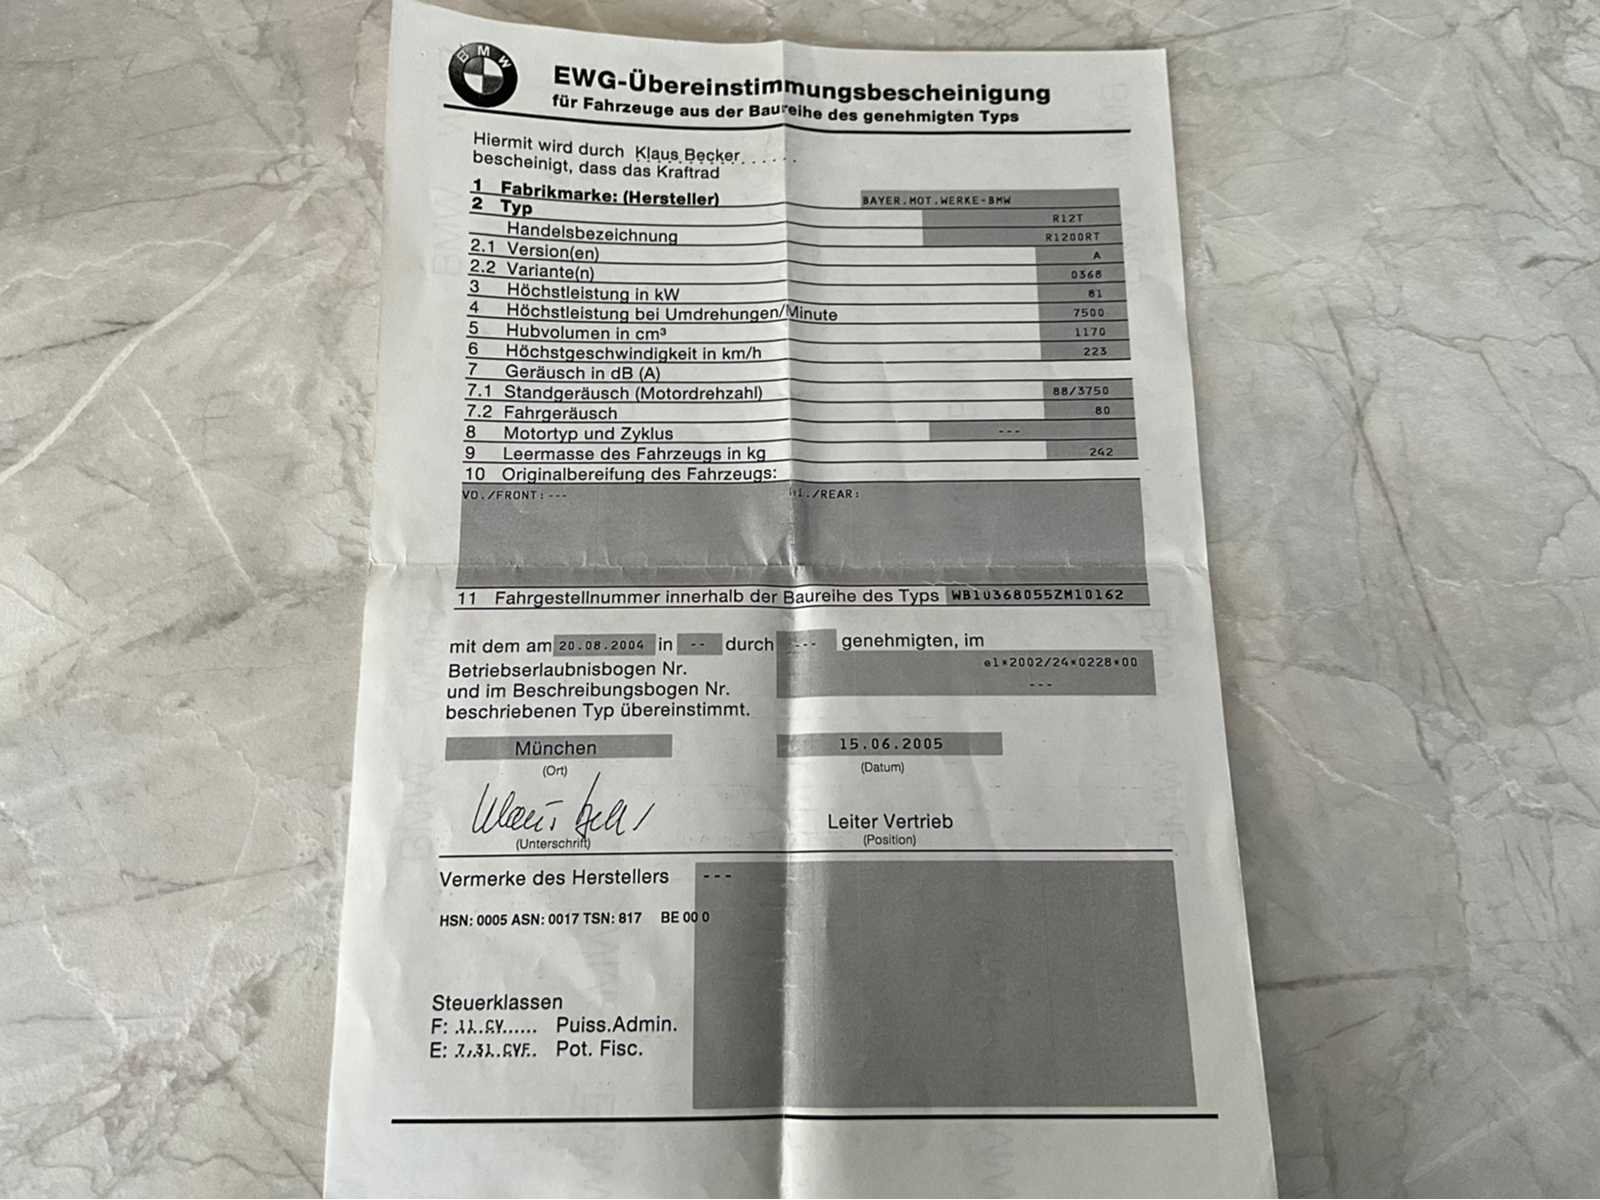 BMW
EWG-Übereinstimmungsbescheinigung
für Fahrzeuge aus der Baureihe des genehmigten Typs
Hiermit wird durch Klaus Becker......
bescheinigt, dass das Kraftrad
1 Fabrikmarke: (Hersteller) BAYER.MOT.WERKE-BMW
2 Typ R12T
Handelsbezeichnung R1200RT
2.1 Version(en) A
2.2 Variante(n) 0368
3 Höchstleistung in kW 81
4 Höchstleistung bei Umdrehungen/Minute 7500
5 Hubvolumen in cm³ 1170
6 Höchstgeschwindigkeit in km/h 223
7 Geräusch in dB (A)
7.1 Standgeräusch (Motordrehzahl) 88/3750
7.2 Fahrgeräusch 80
8 Motortyp und Zyklus ---
9 Leermasse des Fahrzeugs in kg 242
10 Originalbereifung des Fahrzeugs:
VO./FRONT:--- HI./REAR:
11 Fahrgestellnummer innerhalb der Baureihe des Typs WB10368055ZM10162
mit dem am 20.08.2004 in -- durch --- genehmigten, im
Betriebserlaubnisbogen Nr. e1*2002/24*0228*00
und im Beschreibungsbogen Nr. ---
beschriebenen Typ übereinstimmt.
München 15.06.2005
(Ort) (Datum)
Leiter Vertrieb
(Unterschrift) (Position)
Vermerke des Herstellers ---
HSN: 0005 ASN: 0017 TSN: 817 BE 00 0
Steuerklassen
F: 11.CV...... Puiss.Admin.
E: 7,31.CVF.. Pot. Fisc.